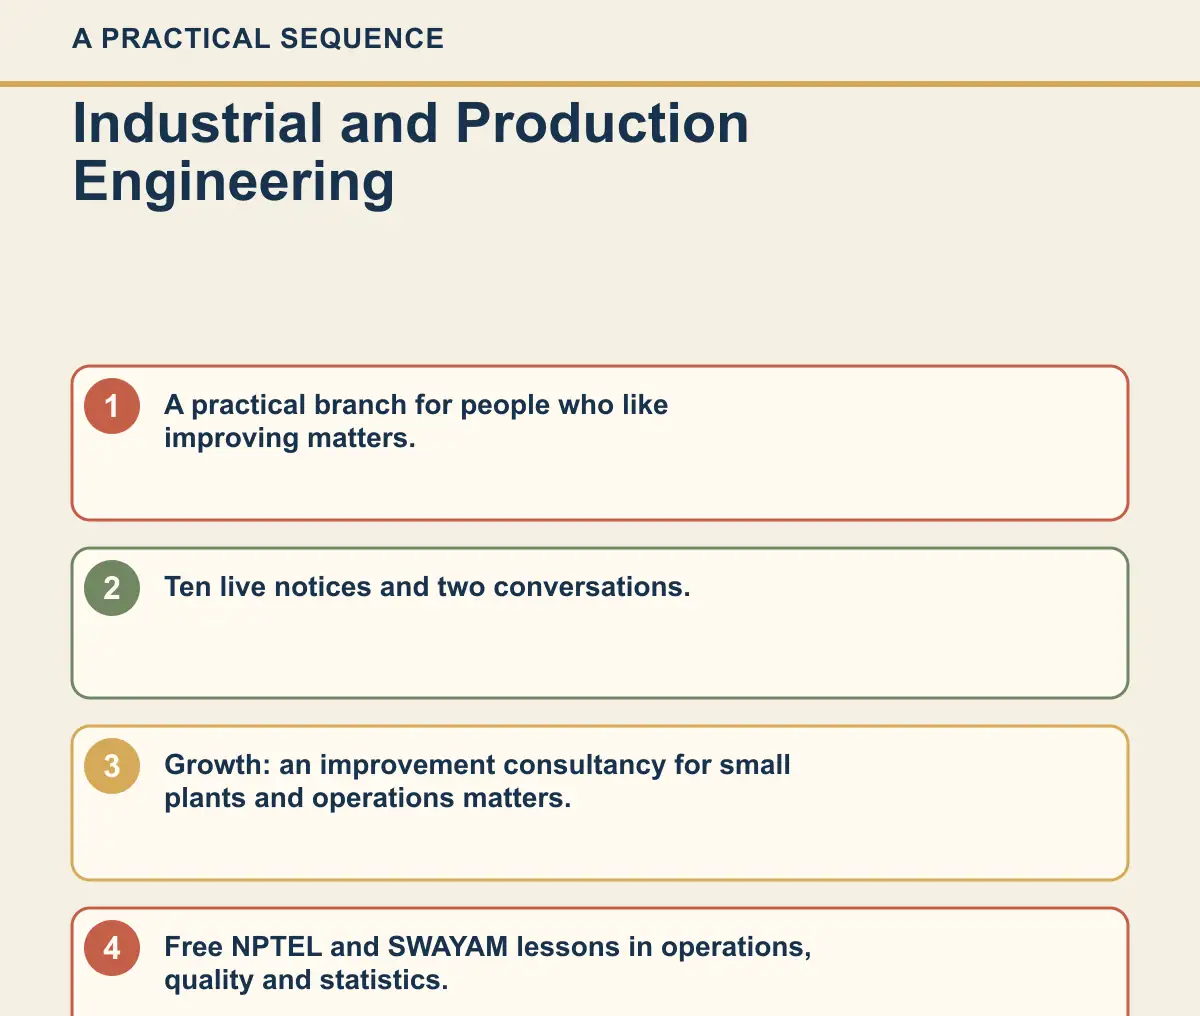 A PRACTICAL SEQUENCE
Industrial and Production
Engineering
1
A practical branch for people who like
improving matters.
2
Ten live notices and two conversations.
3
Growth: an improvement consultancy for small
plants and operations matters.
4
Free NPTEL and SWAYAM lessons in operations,
quality and statistics.